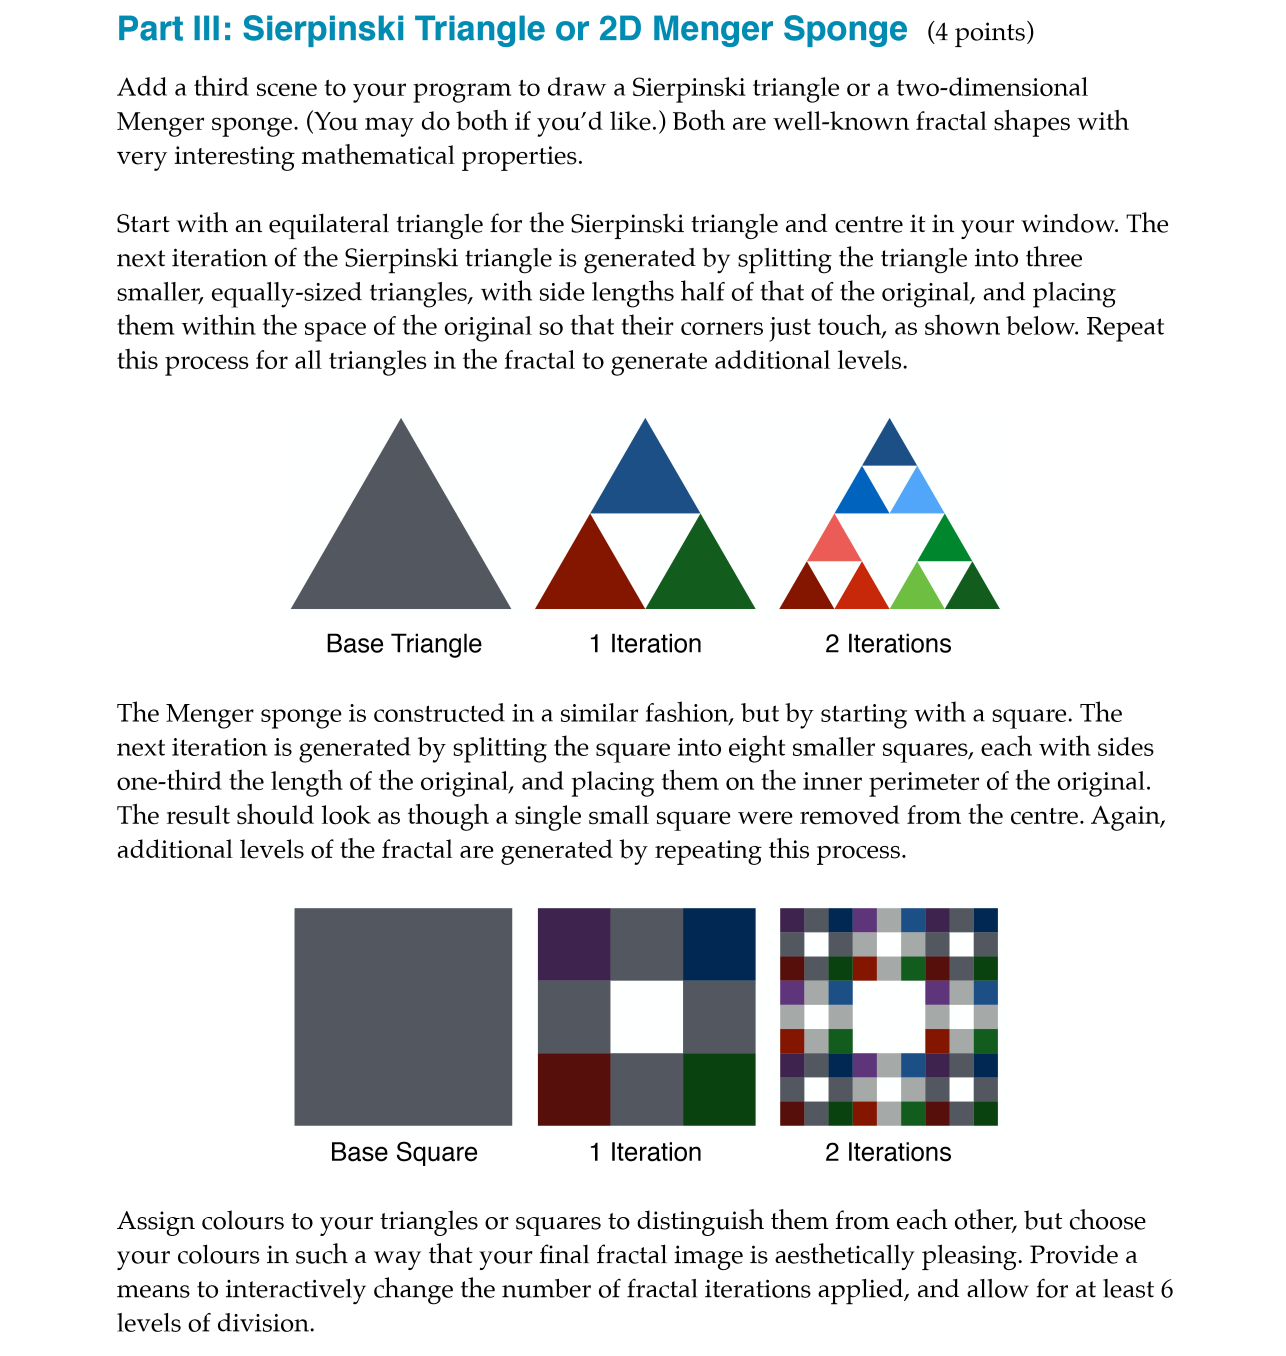 Part III: Sierpinski Triangle or 2D Menger Sponge (4 points)
Add a third scene to your program to draw a Sierpinski triangle or a two-dimensional
Menger sponge. (You may do both if you’d like.) Both are well-known fractal shapes with
very interesting mathematical properties.
Start with an equilateral triangle for the Sierpinski triangle and centre it in your window. The
next iteration of the Sierpinski triangle is generated by splitting the triangle into three
smaller, equally-sized triangles, with side lengths half of that of the original, and placing
them within the space of the original so that their corners just touch, as shown below. Repeat
this process for all triangles in the fractal to generate additional levels.
Base Triangle
1 Iteration
2 Iterations
The Menger sponge is constructed in a similar fashion, but by starting with a square. The
next iteration is generated by splitting the square into eight smaller squares, each with sides
one-third the length of the original, and placing them on the inner perimeter of the original.
The result should look as though a single small square were removed from the centre. Again,
additional levels of the fractal are generated by repeating this process.
Base Square
1 Iteration
2 Iterations
Assign colours to your triangles or squares to distinguish them from each other, but choose
your colours in such a way that your final fractal image is aesthetically pleasing. Provide a
means to interactively change the number of fractal iterations applied, and allow for at least 6
levels of division.